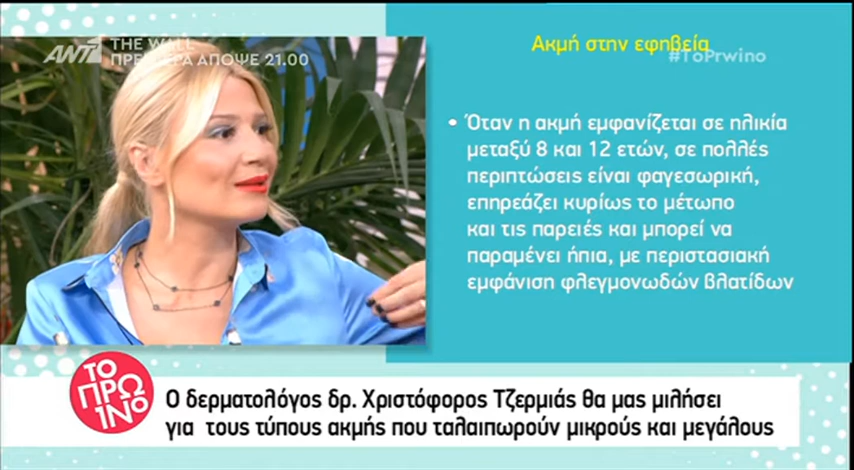 ΑΝΤ1
THE WALL
ΠΡΕΜΙΕΡΑ ΑΠΟΨΕ 21.00
Ακμή στην εφηβεία
#ToPrwino
• Όταν η ακμή εμφανίζεται σε ηλικία
μεταξύ 8 και 12 ετών, σε πολλές
περιπτώσεις είναι φαγεσωρική,
επηρεάζει κυρίως το μέτωπο
και τις παρειές και μπορεί να
παραμένει ήπια, με περιστασιακή
εμφάνιση φλεγμονωδών βλατίδων
ΤΟ
ΠΡΩ
ΙΝΟ
Ο δερματολόγος δρ. Χριστόφορος Τζερμιάς θα μας μιλήσει
για τους τύπους ακμής που ταλαιπωρούν μικρούς και μεγάλους